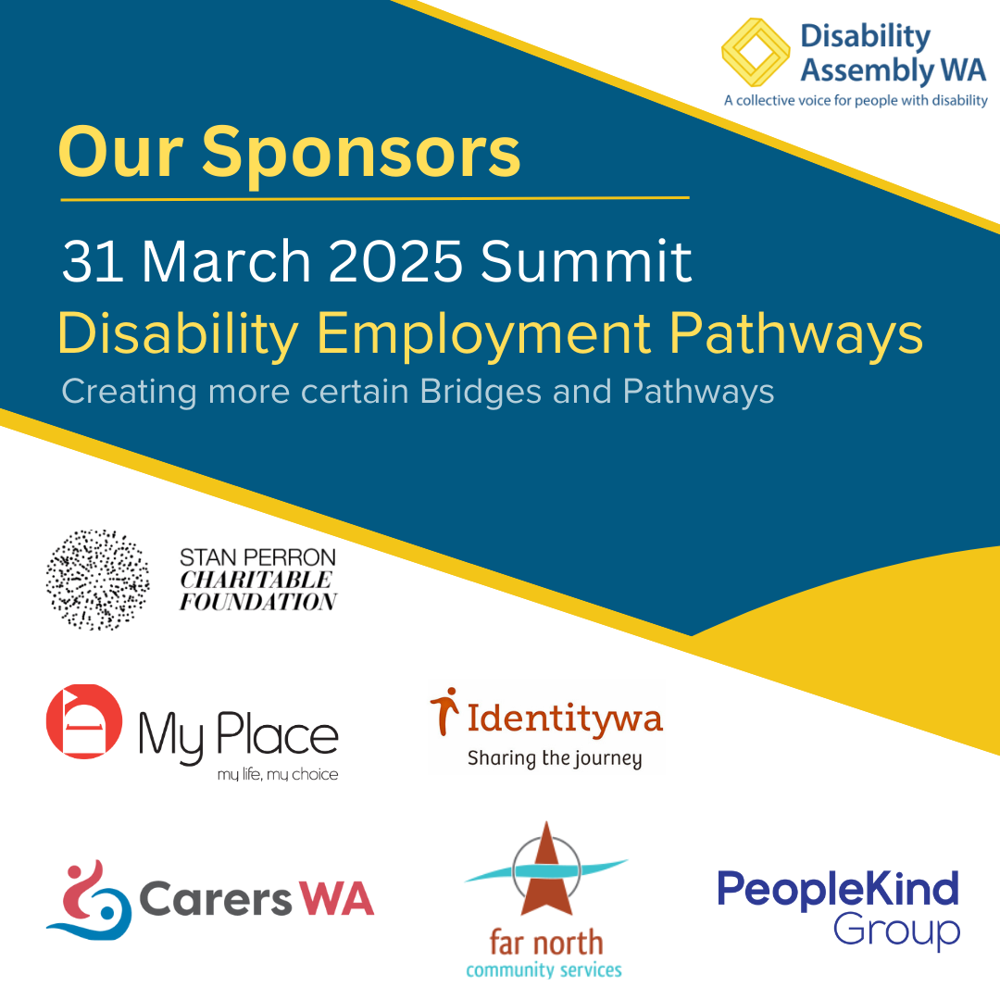 Disability
Assembly WA
A collective voice for people with disability
Our Sponsors
31 March 2025 Summit
Disability Employment Pathways
Creating more certain Bridges and Pathways
STAN PERRON
CHARITABLE
FOUNDATION
My Place
my life, my choice
Identitywa
Sharing the journey
Carers WA
far north
community services
PeopleKind
Group